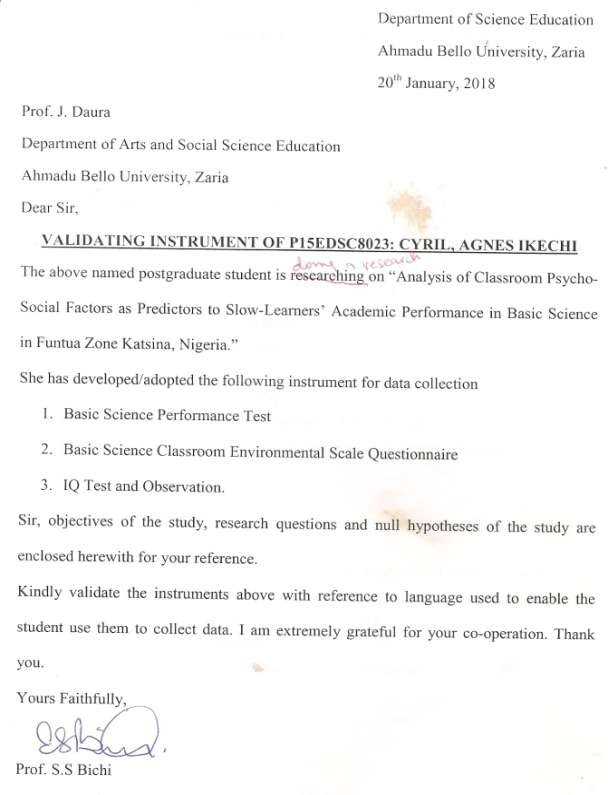 Department of Science Education
Ahmadu Bello University, Zaria
20th January, 2018
Prof. J. Daura
Department of Arts and Social Science Education
Ahmadu Bello University, Zaria
Dear Sir,
VALIDATING INSTRUMENT OF P15EDSC8023: CYRIL, AGNES IKECHI
doing a research
The above named postgraduate student is researching on “Analysis of Classroom Psycho-
Social Factors as Predictors to Slow-Learners’ Academic Performance in Basic Science
in Funtua Zone Katsina, Nigeria.”
She has developed/adopted the following instrument for data collection
1. Basic Science Performance Test
2. Basic Science Classroom Environmental Scale Questionnaire
3. IQ Test and Observation.
Sir, objectives of the study, research questions and null hypotheses of the study are
enclosed herewith for your reference.
Kindly validate the instruments above with reference to language used to enable the
student use them to collect data. I am extremely grateful for your co-operation. Thank
you.
Yours Faithfully,
Prof. S.S Bichi